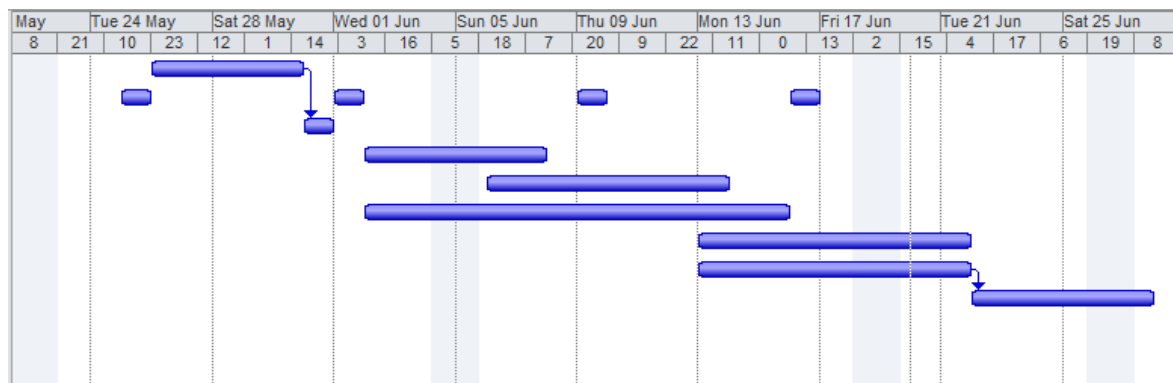 May Tue 24 May Sat 28 May Wed 01 Jun Sun 05 Jun Thu 09 Jun Mon 13 Jun Fri 17 Jun Tue 21 Jun Sat 25 Jun
8 21 10 23 12 1 14 3 16 5 18 7 20 9 22 11 0 13 2 15 4 17 6 19 8